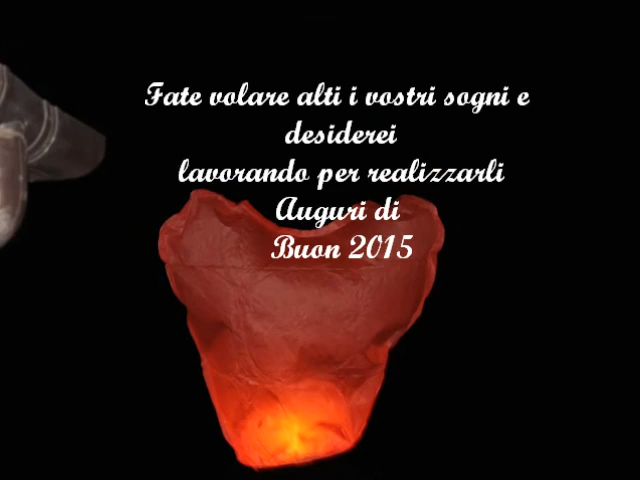 Fate volare alti i vostri sogni e
desiderei
lavorando per realizzarli
Auguri di
Buon 2015